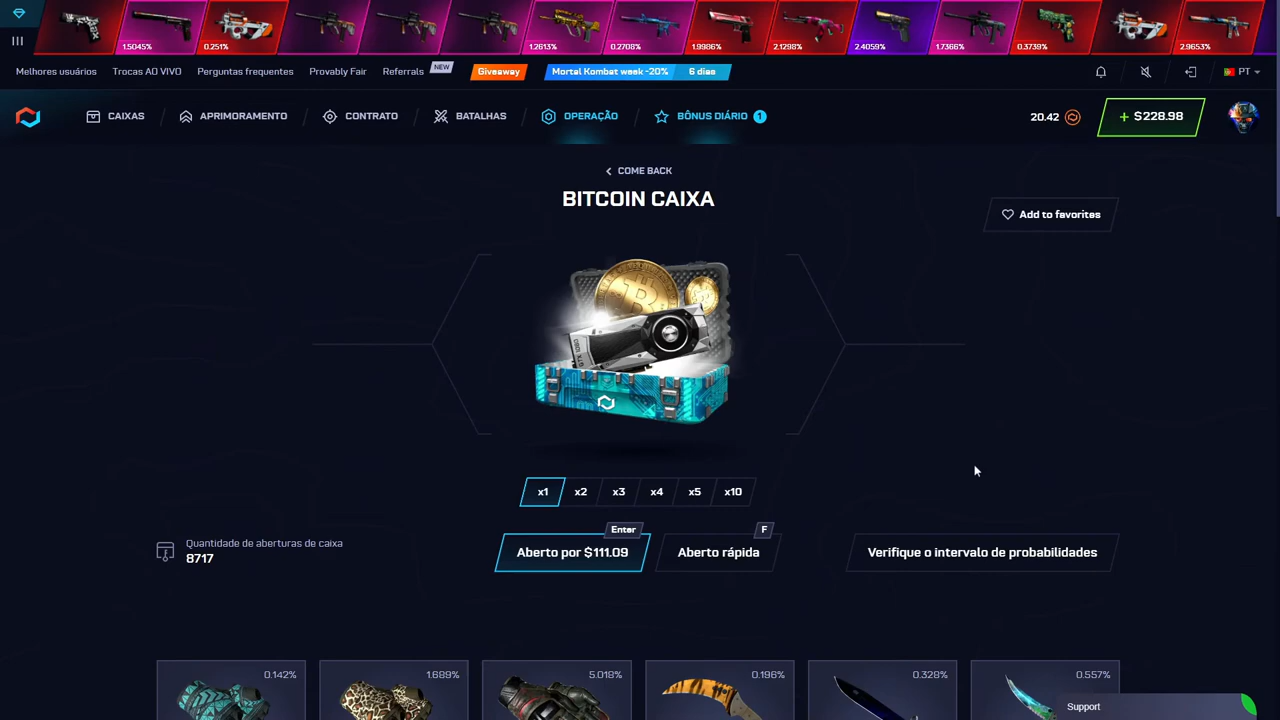 1.5045%
0.251%
1.2613%
0.2708%
1.9986%
2.1298%
2.4059%
1.7366%
0.3739%
2.9653%
Melhores usuários
Trocas AO VIVO
Perguntas frequentes
Provably Fair
Referrals
NEW
Giveaway
Mortal Kombat week -20%
6 dias
PT
CAIXAS
APRIMORAMENTO
CONTRATO
BATALHAS
OPERAÇÃO
BÔNUS DIÁRIO
1
20.42
+ $228.98
COME BACK
BITCOIN CAIXA
Add to favorites
x1
x2
x3
x4
x5
x10
Quantidade de aberturas de caixa
8717
Enter
Aberto por $111.09
F
Aberto rápida
Verifique o intervalo de probabilidades
0.142%
1.689%
5.018%
0.196%
0.328%
0.557%
Support